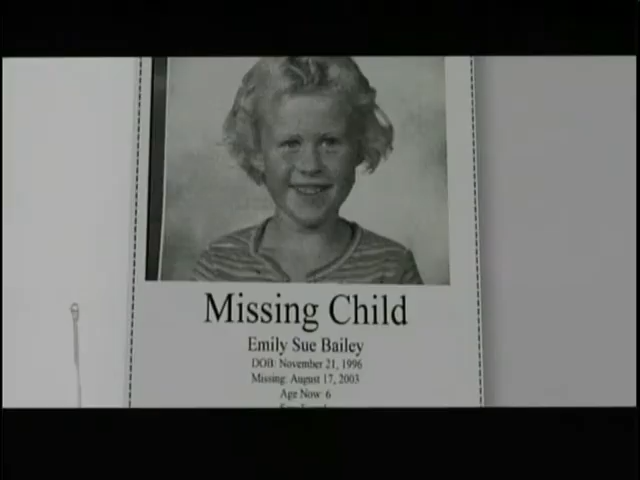 Missing Child
Emily Sue Bailey
DOB: November 21, 1996
Missing: August 17, 2003
Age Now: 6